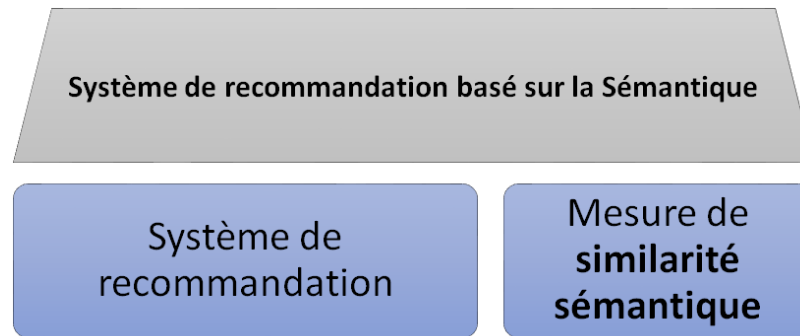 Système de recommandation basé sur la Sémantique
Système de
recommandation
Mesure de
similarité
sémantique